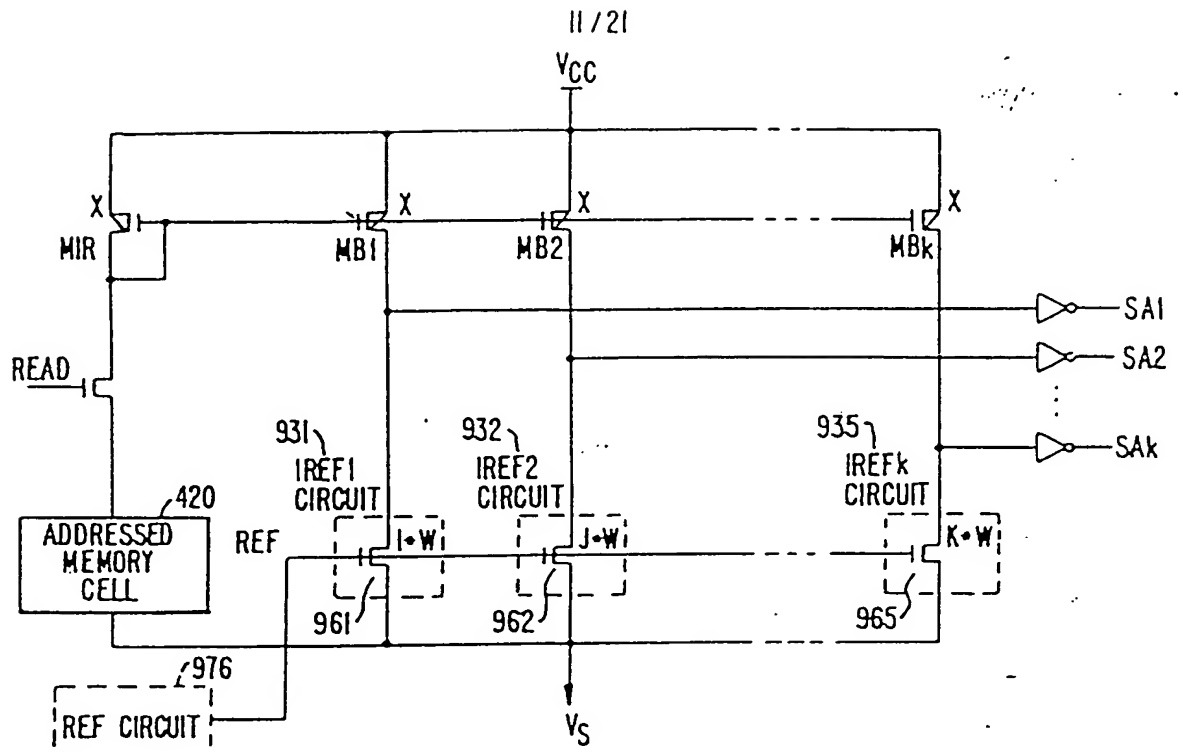 11/21
VCC
X X X X
MIR MB1 MB2 MBk
SA1
READ
SA2
SAk
931 932 935
IREF1 CIRCUIT
IREF2 CIRCUIT
IREFk CIRCUIT
420
ADDRESSED
MEMORY
CELL
REF
I*W J*W K*W
961 962 965
976
REF CIRCUIT
VS